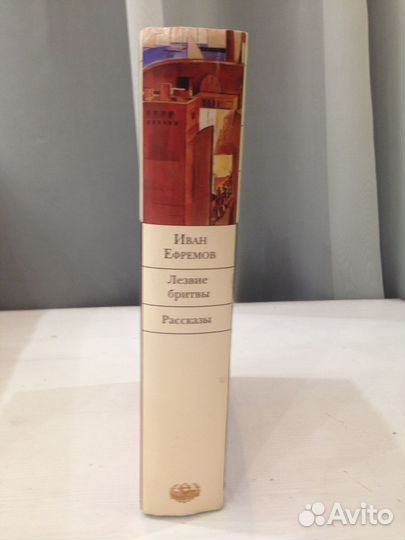 ИВАН
ЕФРЕМОВ
Лезвие
бритвы
Рассказы
Avito